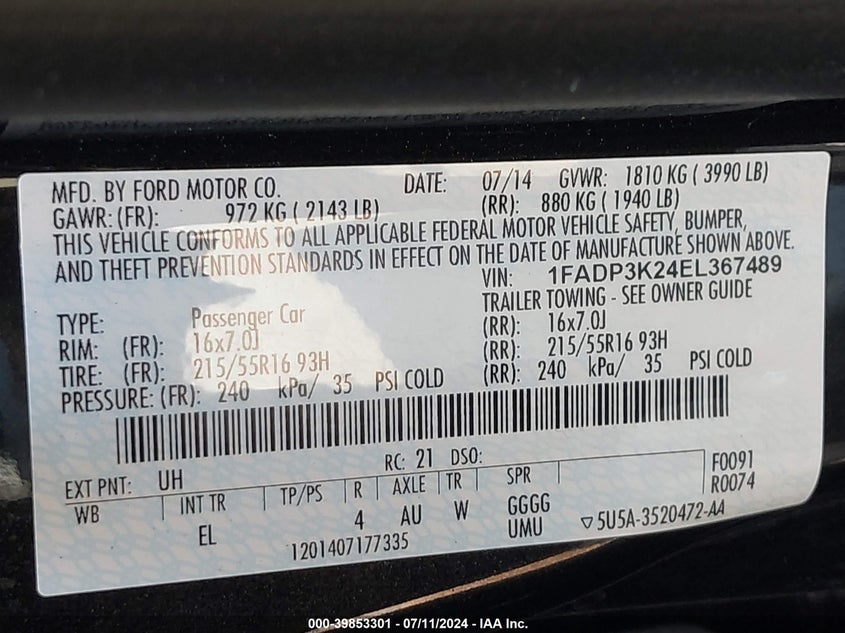 MFD. BY FORD MOTOR CO. DATE: 07/14 GVWR: 1810 KG ( 3990 LB)
GAWR: (FR): 972 KG ( 2143 LB) (RR): 880 KG ( 1940 LB)
THIS VEHICLE CONFORMS TO ALL APPLICABLE FEDERAL MOTOR VEHICLE SAFETY, BUMPER,
AND THEFT PREVENTION STANDARDS IN EFFECT ON THE DATE OF MANUFACTURE SHOWN ABOVE.
VIN: 1FADP3K24EL367489
TRAILER TOWING - SEE OWNER GUIDE
TYPE: Passenger Car
RIM: (FR): 16x7.0J (RR): 16x7.0J
TIRE: (FR): 215/55R16 93H (RR): 215/55R16 93H
PRESSURE: (FR): 240 kPa/ 35 PSI COLD (RR): 240 kPa/ 35 PSI COLD
EXT PNT: UH RC: 21 DSO: F0091
WB INT TR TP/PS R AXLE TR SPR R0074
EL 4 AU W GGGG
UMU ▽5U5A-3520472-AA
1201407177335
000-39853301 - 07/11/2024 - IAA Inc.